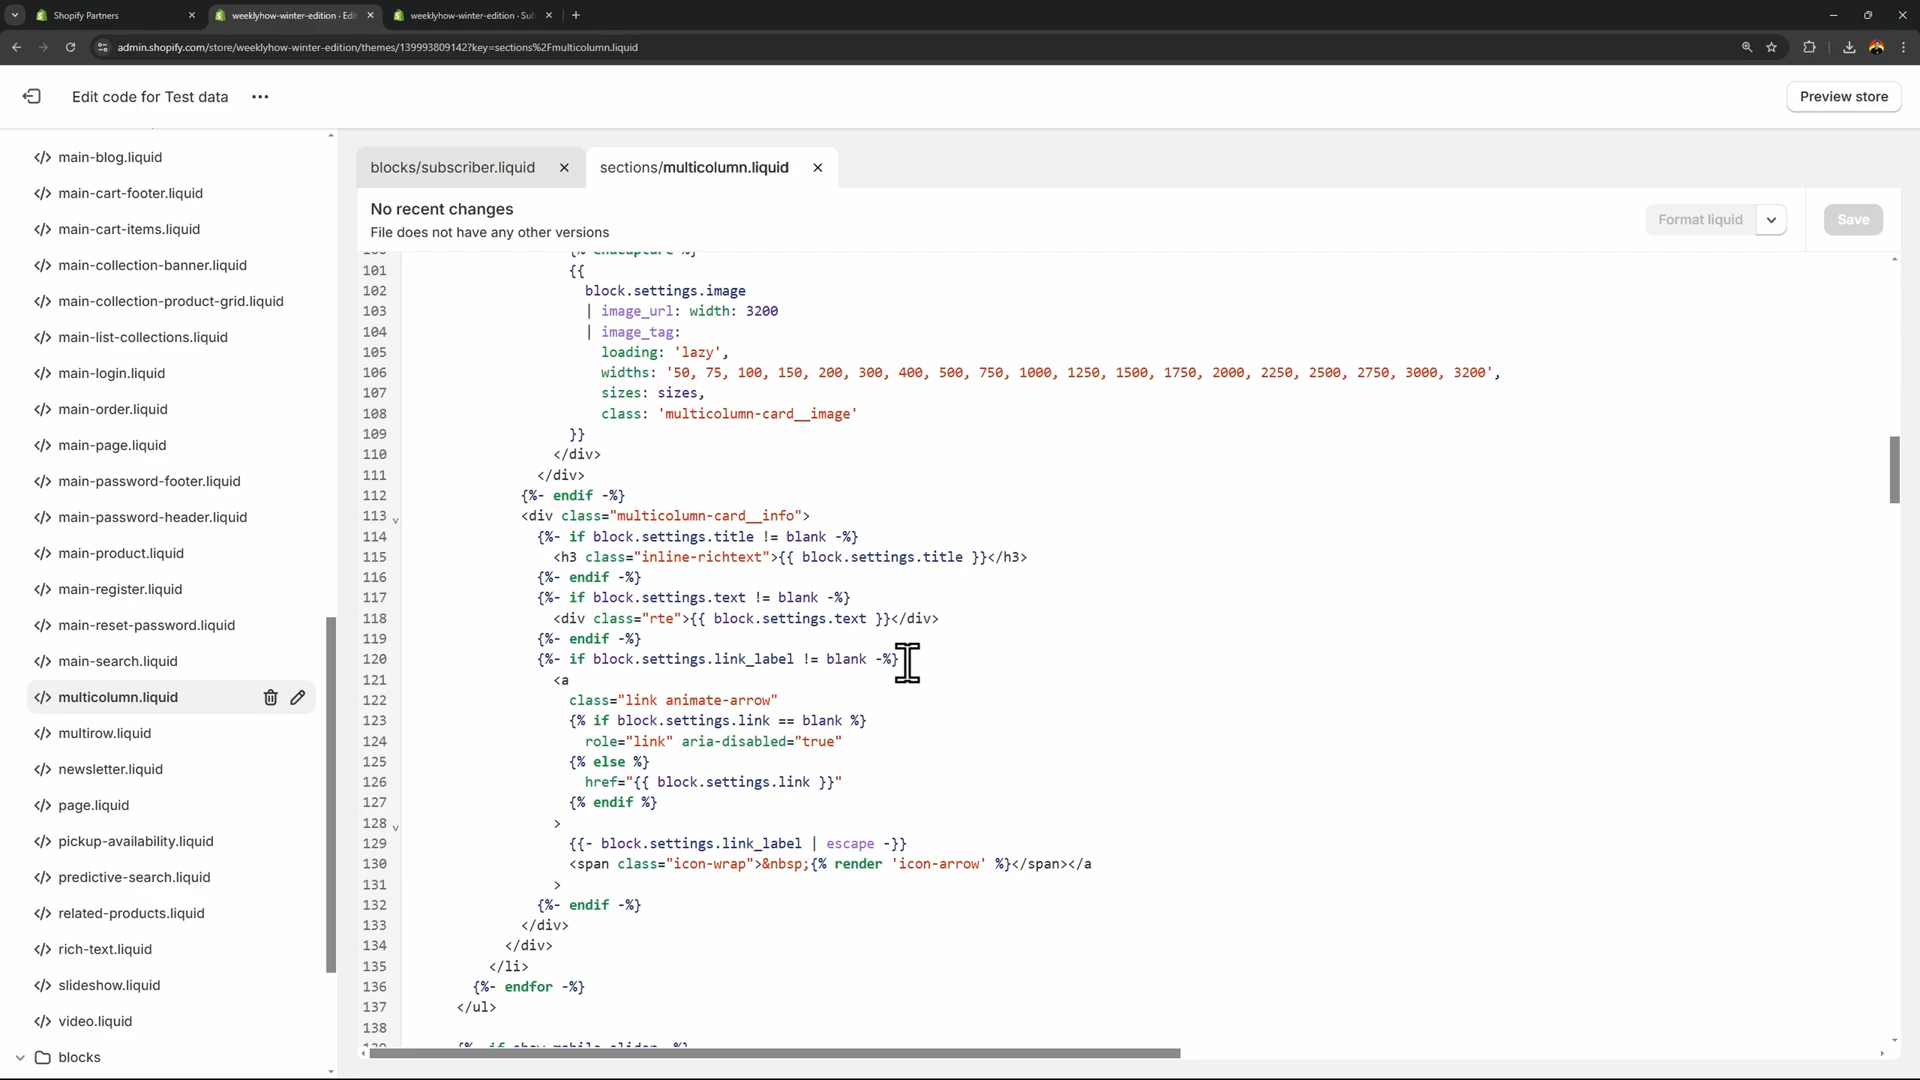 Shopify Partners
weeklyhow-winter-edition · Edi
weeklyhow-winter-edition · Sub
admin.shopify.com/store/weeklyhow-winter-edition/themes/139993809142?key=sections%2Fmulticolumn.liquid
Edit code for Test data
Preview store
main-blog.liquid
main-cart-footer.liquid
main-cart-items.liquid
main-collection-banner.liquid
main-collection-product-grid.liquid
main-list-collections.liquid
main-login.liquid
main-order.liquid
main-page.liquid
main-password-footer.liquid
main-password-header.liquid
main-product.liquid
main-register.liquid
main-reset-password.liquid
main-search.liquid
multicolumn.liquid
multirow.liquid
newsletter.liquid
page.liquid
pickup-availability.liquid
predictive-search.liquid
related-products.liquid
rich-text.liquid
slideshow.liquid
video.liquid
blocks
blocks/subscriber.liquid
sections/multicolumn.liquid
No recent changes
File does not have any other versions
Format liquid
Save
100 {% endcapture %}
101 {{
102 block.settings.image
103 | image_url: width: 3200
104 | image_tag:
105 loading: 'lazy',
106 widths: '50, 75, 100, 150, 200, 300, 400, 500, 750, 1000, 1250, 1500, 1750, 2000, 2250, 2500, 2750, 3000, 3200',
107 sizes: sizes,
108 class: 'multicolumn-card__image'
109 }}
110 </div>
111 </div>
112 {%- endif -%}
113 <div class="multicolumn-card__info">
114 {%- if block.settings.title != blank -%}
115 <h3 class="inline-richtext">{{ block.settings.title }}</h3>
116 {%- endif -%}
117 {%- if block.settings.text != blank -%}
118 <div class="rte">{{ block.settings.text }}</div>
119 {%- endif -%}
120 {%- if block.settings.link_label != blank -%}
121 <a
122 class="link animate-arrow"
123 {% if block.settings.link == blank %}
124 role="link" aria-disabled="true"
125 {% else %}
126 href="{{ block.settings.link }}"
127 {% endif %}
128 >
129 {{- block.settings.link_label | escape -}}
130 <span class="icon-wrap">&nbsp;{% render 'icon-arrow' %}</span></a
131 >
132 {%- endif -%}
133 </div>
134 </div>
135 </li>
136 {%- endfor -%}
137 </ul>
138
139 {%- if show_mobile_slider -%}